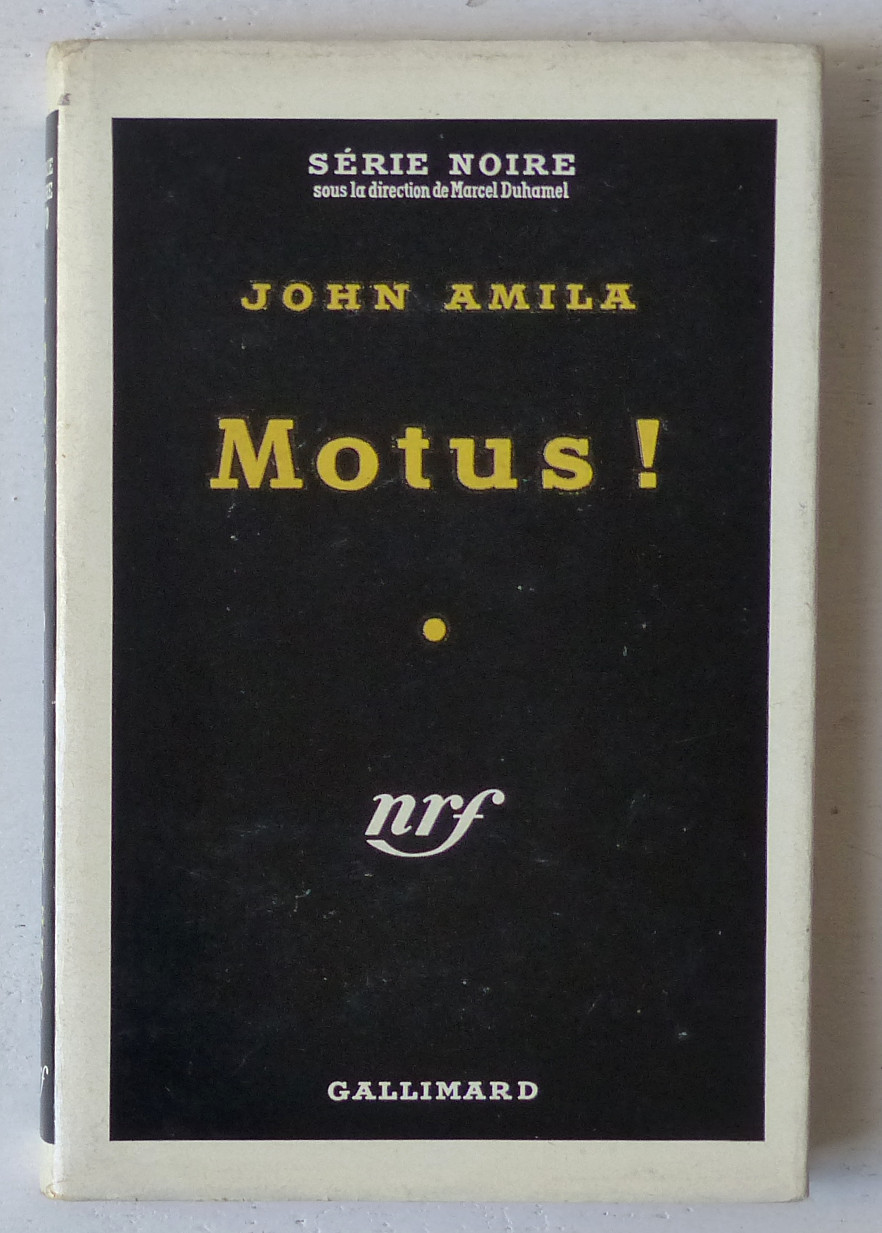 SÉRIE NOIRE
sous la direction de Marcel Duhamel
JOHN AMILA
Motus !
nrf
GALLIMARD